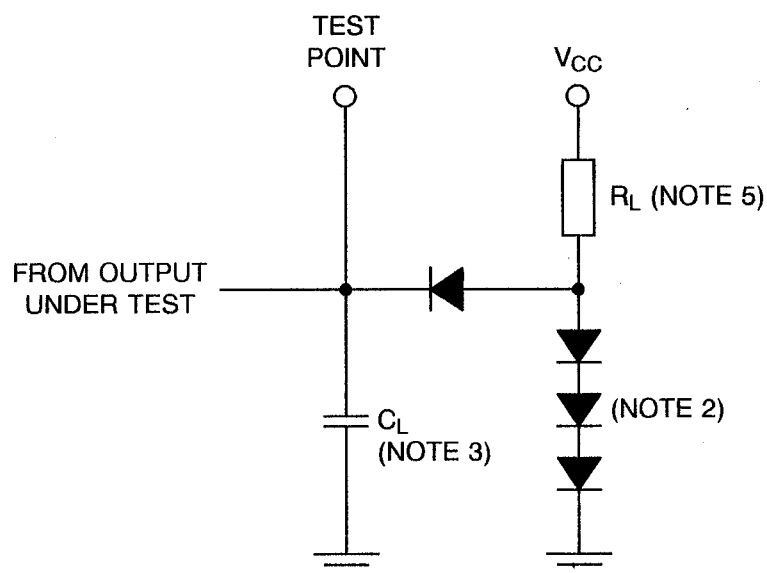 TEST
POINT
VCC
RL (NOTE 5)
FROM OUTPUT
UNDER TEST
CL
(NOTE 3)
(NOTE 2)